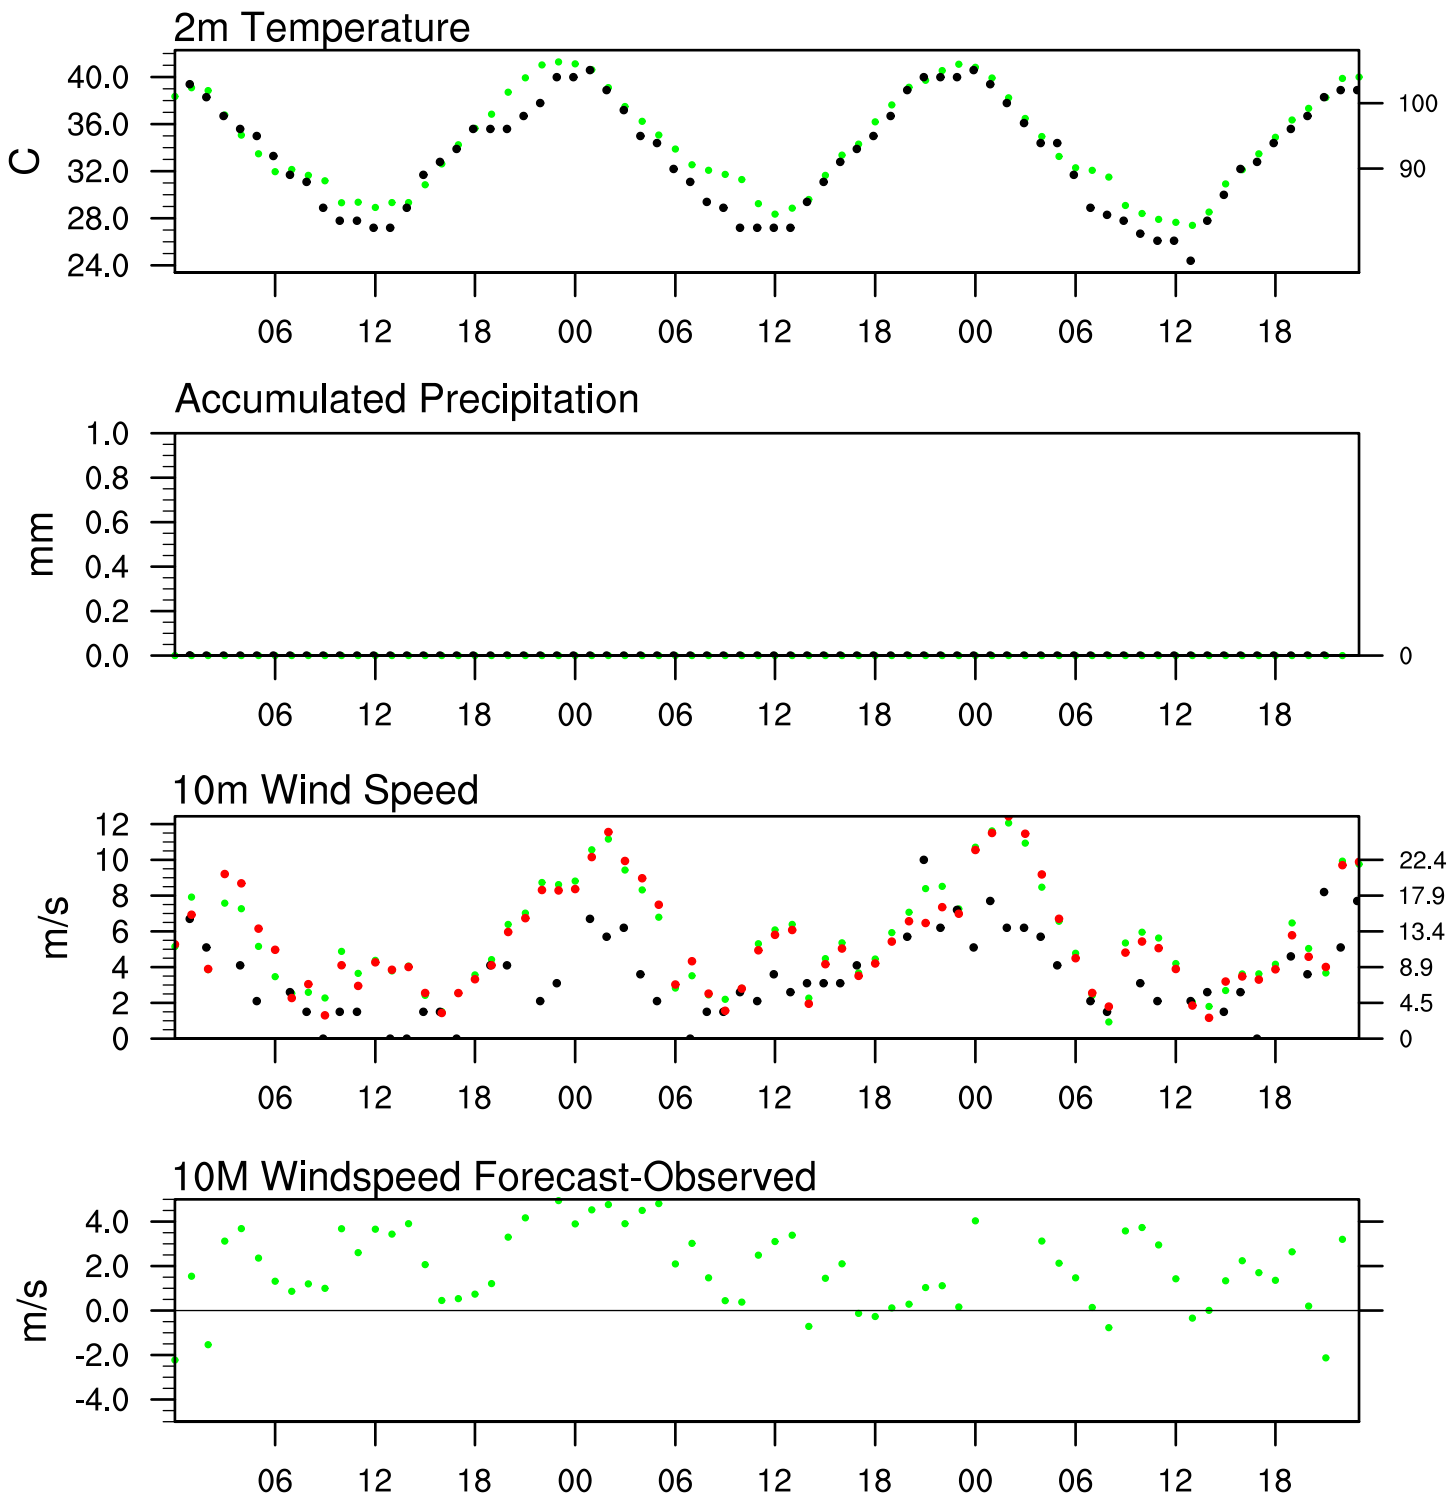 2m Temperature
40.0
36.0
32.0
28.0
24.0
C
100
90
06 12 18 00 06 12 18 00 06 12 18
Accumulated Precipitation
1.0
0.8
0.6
0.4
0.2
0.0
mm
0
06 12 18 00 06 12 18 00 06 12 18
10m Wind Speed
12
10
8
6
4
2
0
m/s
22.4
17.9
13.4
8.9
4.5
0
06 12 18 00 06 12 18 00 06 12 18
10M Windspeed Forecast-Observed
4.0
2.0
0.0
-2.0
-4.0
m/s
06 12 18 00 06 12 18 00 06 12 18